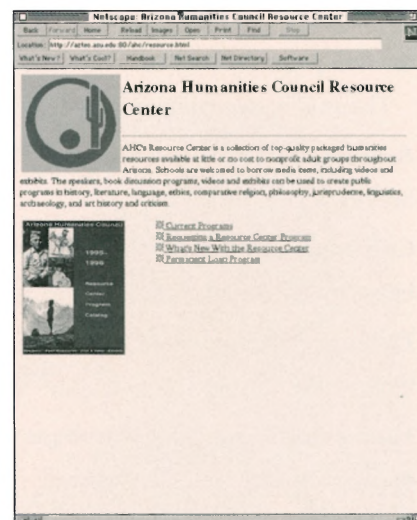 Netscape: Arizona Humanities Council Resource Center
Back Forward Home Reload Images Open Print Find Stop
Location: http://aztec.asu.edu:80/ahc/resource.html
What's New? What's Cool? Handbook Net Search Net Directory Software
Arizona Humanities Council Resource
Center
AHC's Resource Center is a collection of top-quality packaged humanities
resources available at little or no cost to nonprofit adult groups throughout
Arizona. Schools are welcomed to borrow media items, including videos and
exhibits. The speakers, book discussion programs, videos and exhibits can be used to create public
programs in history, literature, language, ethics, comparative religion, philosophy, jurisprudence, linguistics,
archaeology, and art history and criticism.
Arizona Humanities Council
1995-
1996
Resource
Center
Program
Catalog
Current Programs
Requesting a Resource Center Program
What's New With the Resource Center
Permanent Loan Program